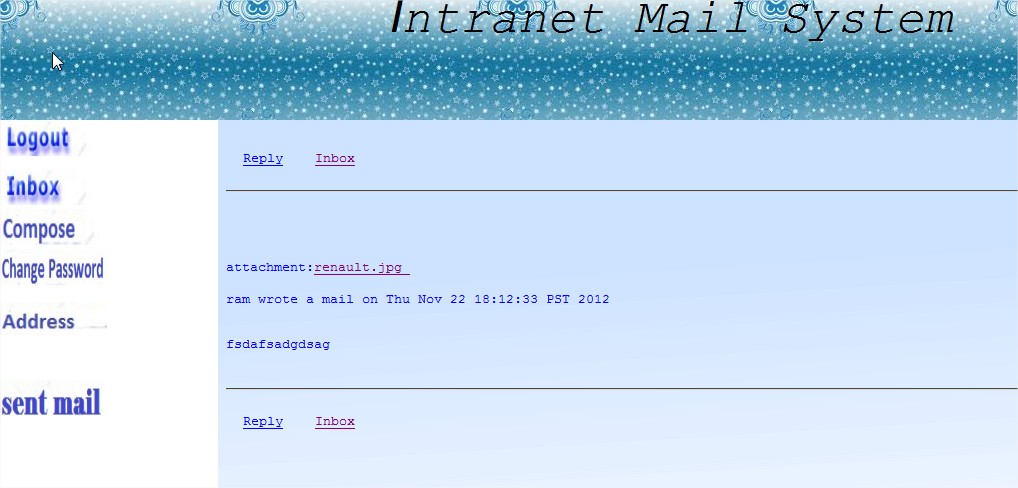 Intranet Mail System
Logout
Inbox
Compose
Change Password
Address
sent mail
Reply Inbox
attachment:renault.jpg
ram wrote a mail on Thu Nov 22 18:12:33 PST 2012
fsdafsadgdsag
Reply Inbox